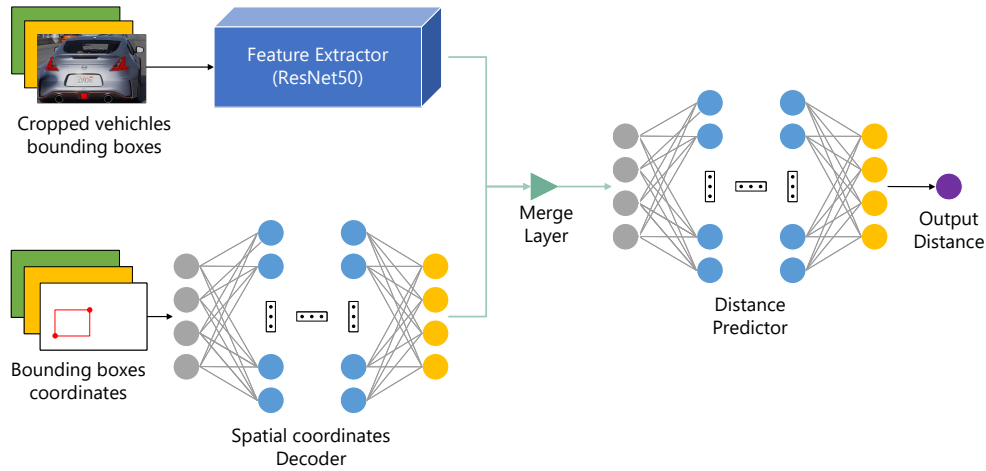 Feature Extractor
(ResNet50)
Cropped vehichles
bounding boxes
Merge
Layer
Output
Distance
Distance
Predictor
Bounding boxes
coordinates
Spatial coordinates
Decoder